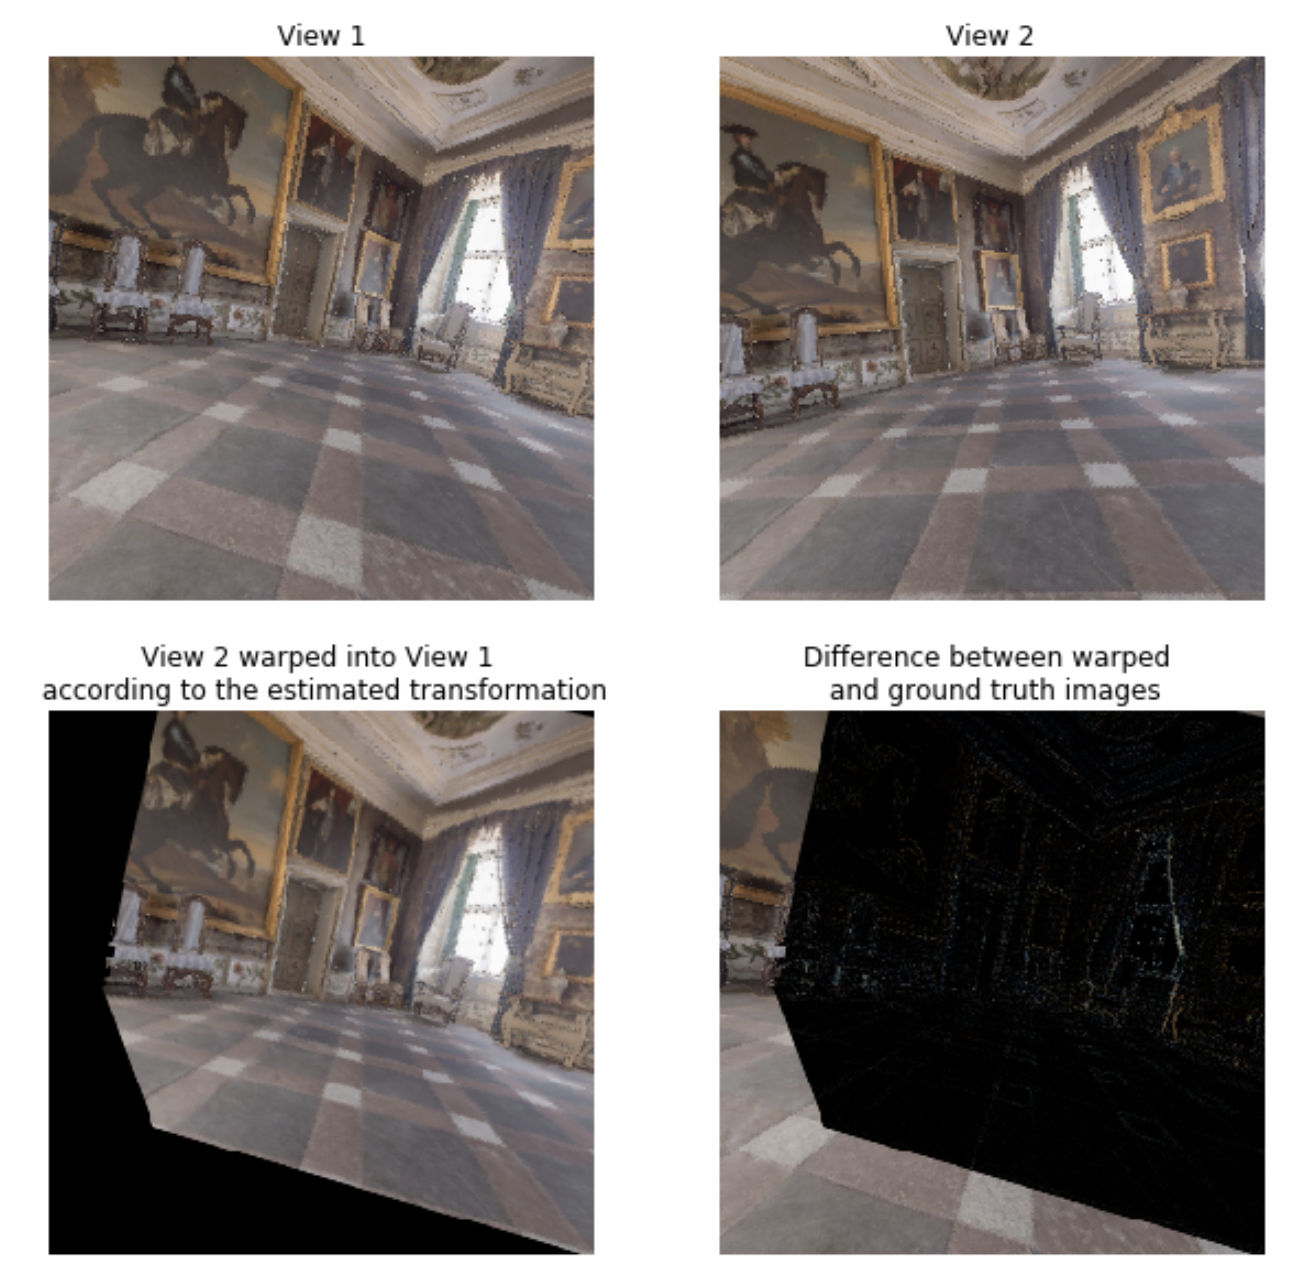 View 1
View 2
View 2 warped into View 1
according to the estimated transformation
Difference between warped
and ground truth images